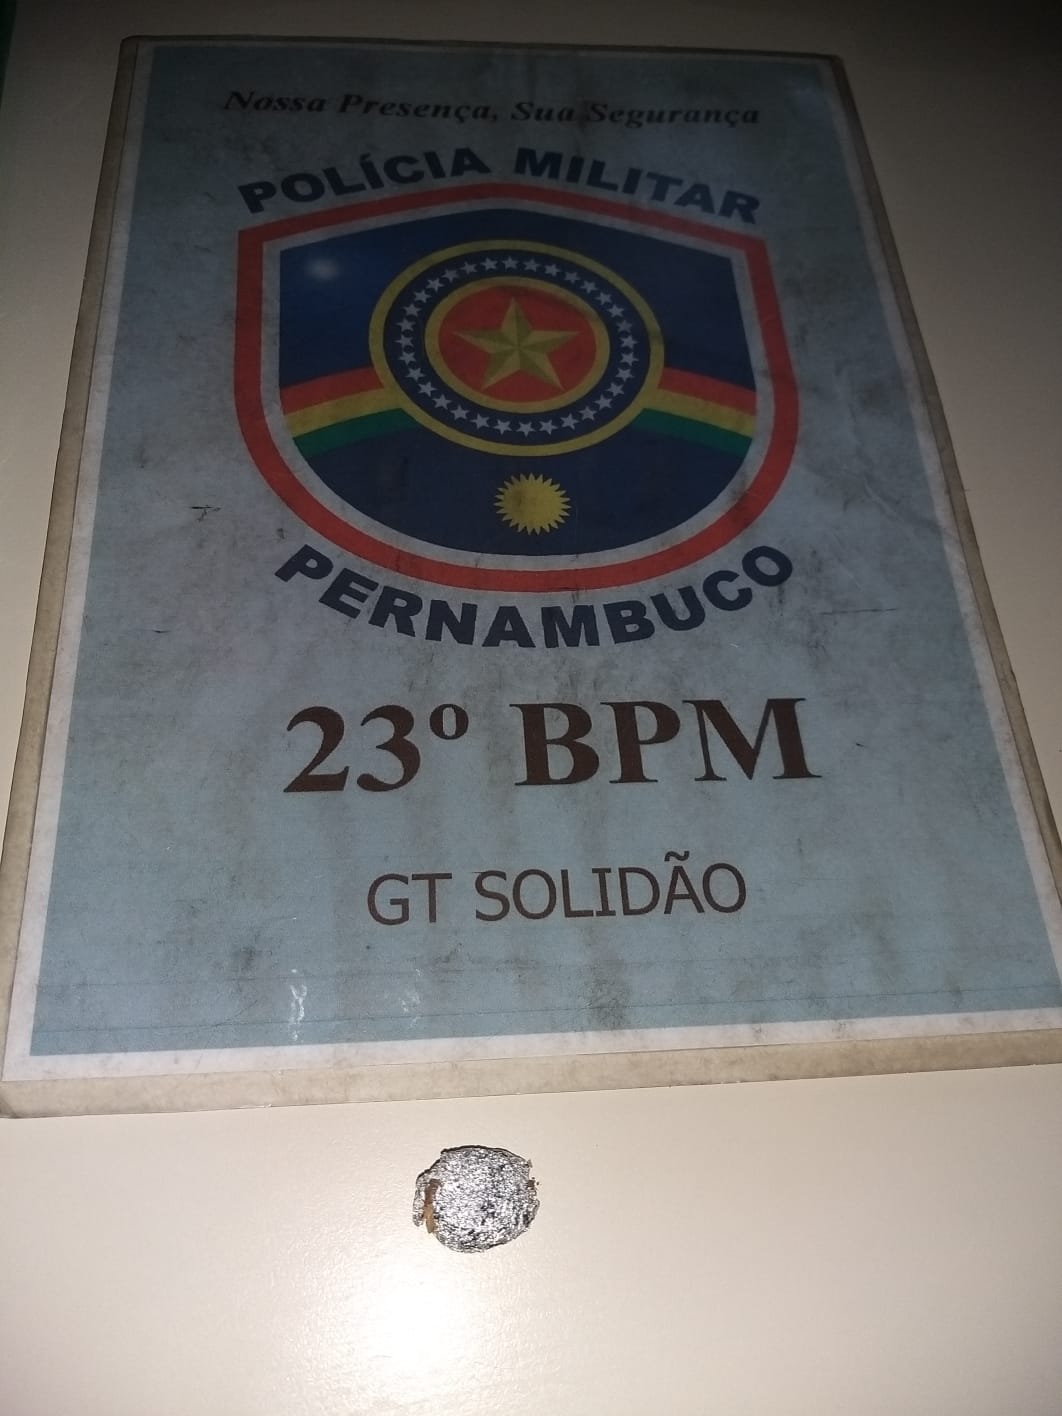 Nossa Presença, Sua Segurança
POLÍCIA MILITAR
PERNAMBUCO
23º BPM
GT SOLIDÃO